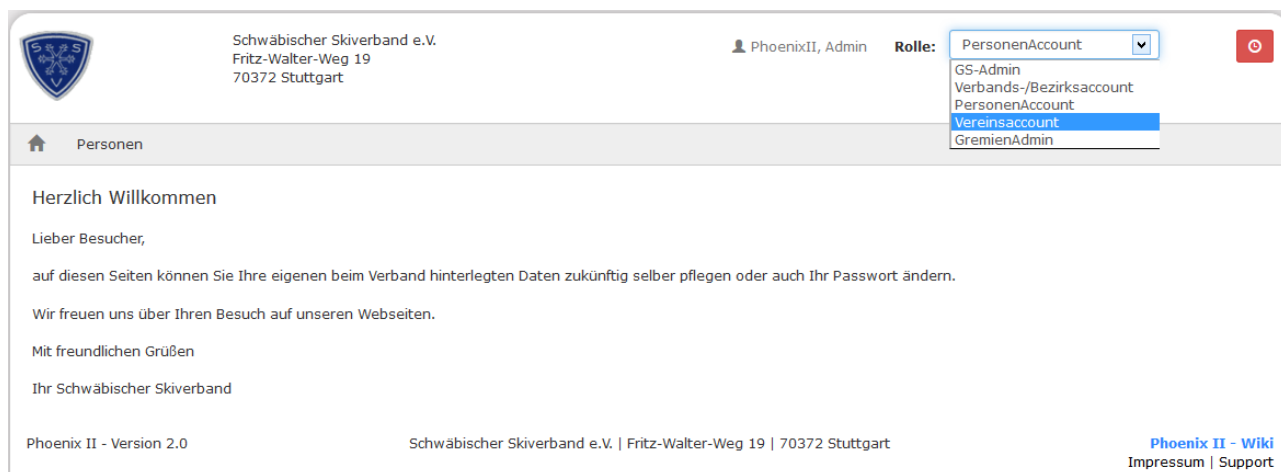 S S S V
Schwäbischer Skiverband e.V.
Fritz-Walter-Weg 19
70372 Stuttgart
PhoenixII, Admin
Rolle:
PersonenAccount
GS-Admin
Verbands-/Bezirksaccount
PersonenAccount
Vereinsaccount
GremienAdmin
Personen
Herzlich Willkommen
Lieber Besucher,
auf diesen Seiten können Sie Ihre eigenen beim Verband hinterlegten Daten zukünftig selber pflegen oder auch Ihr Passwort ändern.
Wir freuen uns über Ihren Besuch auf unseren Webseiten.
Mit freundlichen Grüßen
Ihr Schwäbischer Skiverband
Phoenix II - Version 2.0
Schwäbischer Skiverband e.V. | Fritz-Walter-Weg 19 | 70372 Stuttgart
Phoenix II - Wiki
Impressum | Support